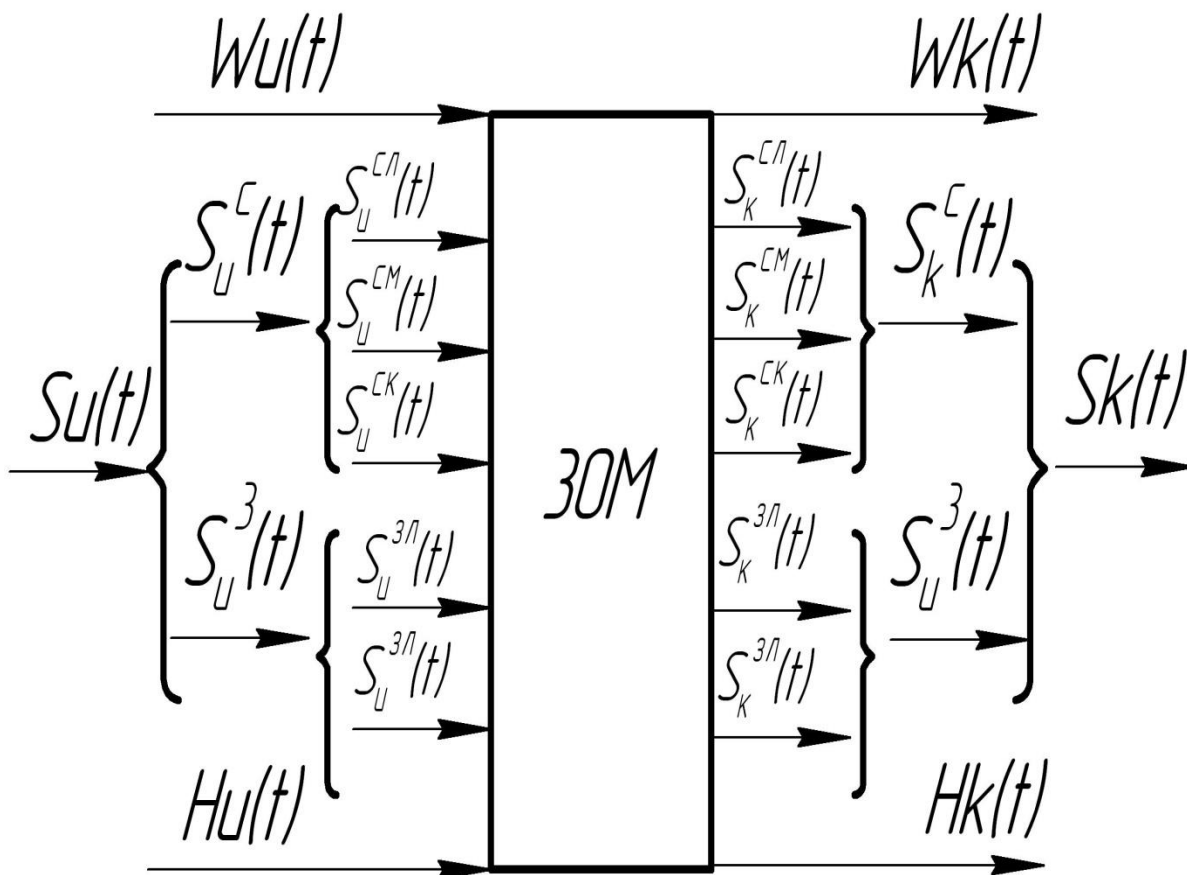 Wu(t)
Wk(t)
S_u^{СЛ}(t)
S_k^{СЛ}(t)
S_u^{С}(t)
S_k^{С}(t)
S_u^{СМ}(t)
S_k^{СМ}(t)
Su(t)
S_u^{СК}(t)
S_k^{СК}(t)
Sk(t)
ЗОМ
S_u^{З}(t)
S_u^{ЗЛ}(t)
S_k^{ЗЛ}(t)
S_u^{З}(t)
S_u^{ЗЛ}(t)
S_k^{ЗЛ}(t)
Hu(t)
Hk(t)